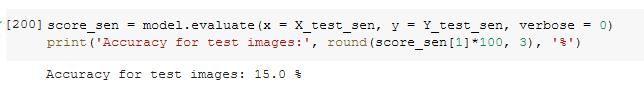 [200] score_sen = model.evaluate(x = X_test_sen, y = Y_test_sen, verbose = 0)
print('Accuracy for test images:', round(score_sen[1]*100, 3), '%')
Accuracy for test images: 15.0 %